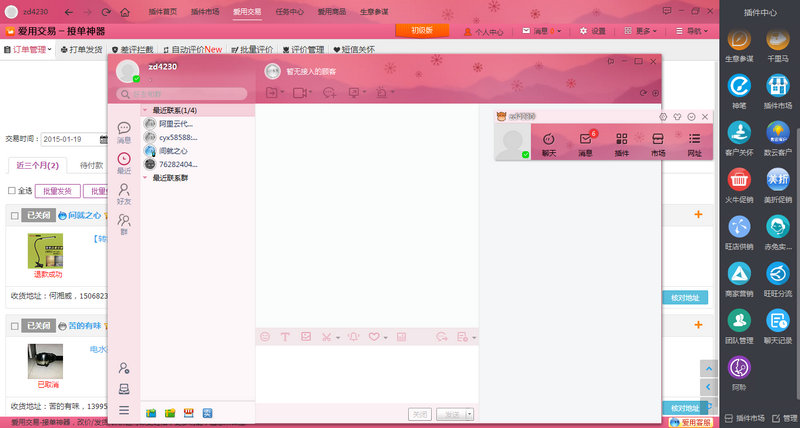 zd4230
插件首页 插件市场 爱用交易 任务中心 爱用商品 生意参谋
插件中心
爱用交易 – 接单神器
初级版
个人中心 消息 0 设置 更多 导航
订单管理 打单发货 差评拦截 自动评价New 批量评价 评价管理 短信关怀
生意参谋 千里马
神笔 插件市场
客户关怀 数云客户
火牛促销 美折促销
旺店供销 赤兔实...
商家营销 旺旺分流
团队管理 聊天记录
阿聆
插件市场 管理
交易时间： 2015-01-19
近三个月(2) 待付款
全选 批量发货
已关闭 问就之心
【转
退款成功
收货地址：何湘威，150682
核对地址
已关闭 苦的有味
电水
已取消
收货地址：苦的有味，13995
核对地址
爱用交易-接单神器，改价/发货
爱用客服
zd4230
暂无接入的顾客
消息
最近
好友
群
最近联系(1/4)
阿里云代...
cyx58588:...
问就之心
76282404...
最近联系群
关闭 发送
zd4230
聊天 消息 6 插件 市场 网址